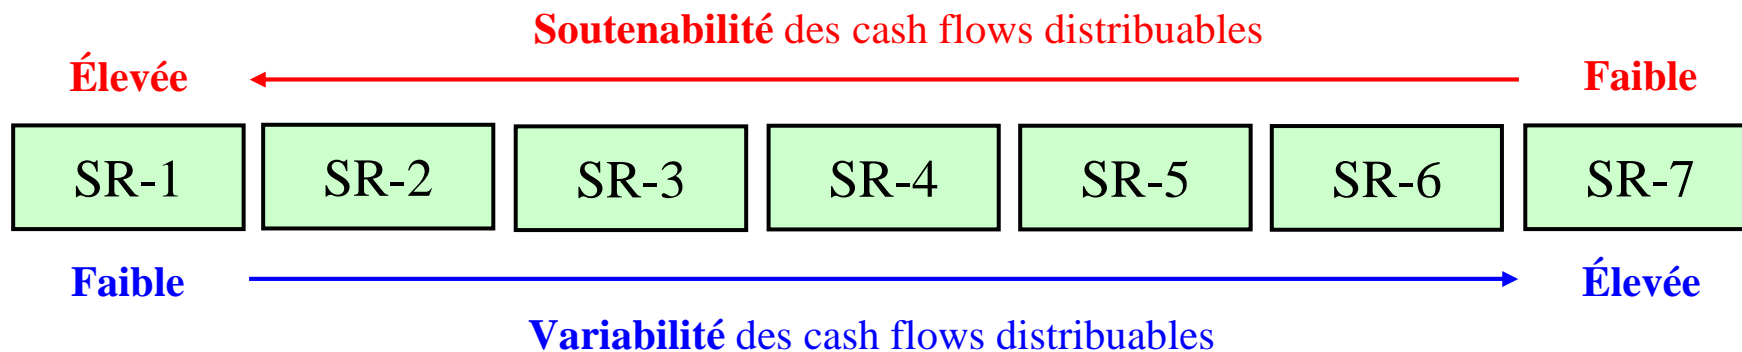 Soutenabilité des cash flows distribuables
Élevée Faible
SR-1 SR-2 SR-3 SR-4 SR-5 SR-6 SR-7
Faible Élevée
Variabilité des cash flows distribuables